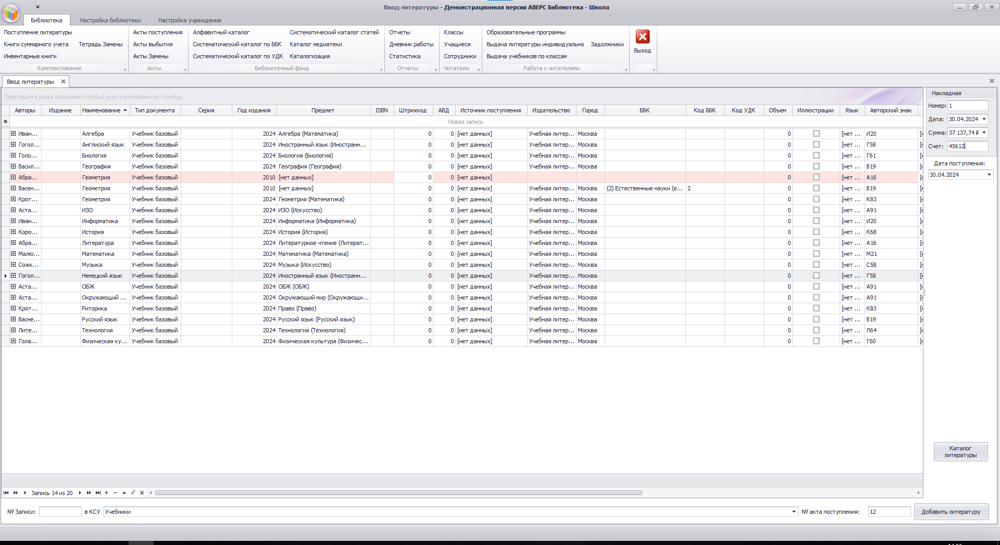 Ввод литературы - Демонстрационная версия АВЕРС Библиотека - Школа
Библиотека Настройка библиотеки Настройка учреждения
Поступление литературы Акты поступления Алфавитный каталог Систематический каталог статей Отчеты Классы Образовательные программы
Книги суммарного учета Тетрадь Замены Акты выбытия Систематический каталог по ББК Каталог медиатеки Дневник работы Учащиеся Выдача литературы индивидуально Задолжники
Инвентарные книги Акты Замены Систематический каталог по УДК Каталогизация Статистика Сотрудники Выдача учебников по классам
Выход
Комплектование Акты Библиотечный фонд Отчеты Читатели Работа с читателями
Ввод литературы
Перетащите сюда заголовок столбца для группировки по столбцу
Авторы Издание Наименование Тип документа Серия Год издания Предмет ISBN Штрихкод АВД Источник поступления Издательство Город ББК Код ББК Код УДК Объем Иллюстрации Язык Авторский знак
Новая запись
Иван... Алгебра Учебник базовый 2024 Алгебра (Математика) 0 0 [нет данных] Учебная литер... Москва 0 [нет ... И20
Гогол... Англиский язык Учебник базовый 2024 Иностранный язык (Иностранн... 0 0 [нет данных] Учебная литер... Москва 0 [нет ... Г58
Голо... Биология Учебник базовый 2024 Биология (Биология) 0 0 [нет данных] Учебная литер... Москва 0 [нет ... Г61
Васил... География Учебник базовый 2024 География (География) 0 0 [нет данных] Учебная литер... Москва 0 [нет ... В19
Абра... Геометрия Учебник базовый 2010 [нет данных] 0 0 [нет данных] 0 [нет ... А16
Васен... Геометрия Учебник базовый 2010 [нет данных] 0 0 [нет данных] Учебная литер... Москва (2) Естественные науки (е... 2 0 [нет ... В19
Крот... Геометрия Учебник базовый 2024 Геометрия (Математика) 0 0 [нет данных] Учебная литер... Москва 0 [нет ... К83
Аста... ИЗО Учебник базовый 2024 ИЗО (Искусство) 0 0 [нет данных] Учебная литер... Москва 0 [нет ... А91
Иван... Информатика Учебник базовый 2024 Информатика (Информатика) 0 0 [нет данных] Учебная литер... Москва 0 [нет ... И20
Коро... История Учебник базовый 2024 История (История) 0 0 [нет данных] Учебная литер... Москва 0 [нет ... К68
Абра... Литература Учебник базовый 2024 Литературное чтение (Литерат... 0 0 [нет данных] Учебная литер... Москва 0 [нет ... А16
Малю... Математика Учебник базовый 2024 Математика (Математика) 0 0 [нет данных] Учебная литер... Москва 0 [нет ... М21
Сожк... Музыка Учебник базовый 2024 Музыка (Искусство) 0 0 [нет данных] Учебная литер... Москва 0 [нет ... С58
Гогол... Немецкий язык Учебник базовый 2024 Иностранный язык (Иностранн... 0 0 [нет данных] Учебная литер... Москва 0 [нет ... Г58
Аста... ОБЖ Учебник базовый 2024 ОБЖ (ОБЖ) 0 0 [нет данных] Учебная литер... Москва 0 [нет ... А91
Аста... Окружающий ... Учебник базовый 2024 Окружающий мир (Окружающи... 0 0 [нет данных] Учебная литер... Москва 0 [нет ... А91
Крот... Риторика Учебник базовый 2024 Право (Право) 0 0 [нет данных] Учебная литер... Москва 0 [нет ... К83
Васне... Русский язык Учебник базовый 2024 Русский язык (Русский язык) 0 0 [нет данных] Учебная литер... Москва 0 [нет ... В19
Лите... Технология Учебник базовый 2024 Технология (Технология) 0 0 [нет данных] Учебная литер... Москва 0 [нет ... Л64
Гола... Физическая ку... Учебник базовый 2024 Физическая культура (Физичес... 0 0 [нет данных] Учебная литер... Москва 0 [нет ... Г60
Накладная
Номер: 1
Дата: 30.04.2024
Сумма: 37 137,74 ₽
Счет: 45612
Дата поступления:
30.04.2024
Каталог
литературы
Запись 14 из 20
№ Записи: в КСУ Учебники № акта поступления: 12 Добавить литературу